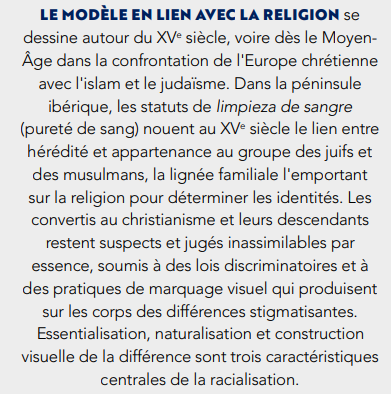 LE MODÈLE EN LIEN AVEC LA RELIGION se
dessine autour du XVe siècle, voire dès le Moyen-
Âge dans la confrontation de l'Europe chrétienne
avec l'islam et le judaïsme. Dans la péninsule
ibérique, les statuts de limpieza de sangre
(pureté de sang) nouent au XVe siècle le lien entre
hérédité et appartenance au groupe des juifs et
des musulmans, la lignée familiale l'emportant
sur la religion pour déterminer les identités. Les
convertis au christianisme et leurs descendants
restent suspects et jugés inassimilables par
essence, soumis à des lois discriminatoires et à
des pratiques de marquage visuel qui produisent
sur les corps des différences stigmatisantes.
Essentialisation, naturalisation et construction
visuelle de la différence sont trois caractéristiques
centrales de la racialisation.